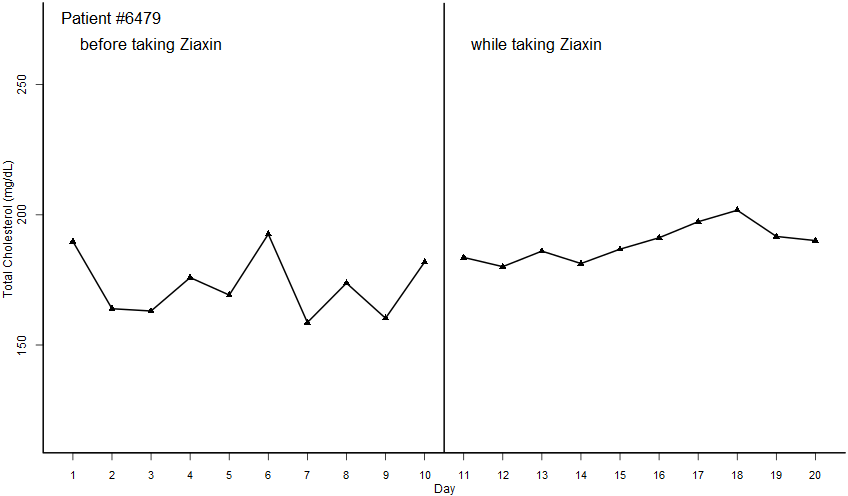 Patient #6479
before taking Ziaxin
while taking Ziaxin
Total Cholesterol (mg/dL)
250
200
150
1 2 3 4 5 6 7 8 9 10 11 12 13 14 15 16 17 18 19 20
Day